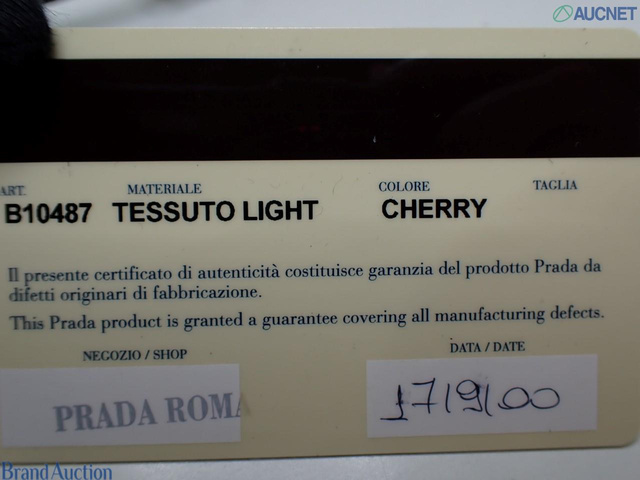 AUCNET
ART. MATERIALE COLORE TAGLIA
B10487 TESSUTO LIGHT CHERRY
Il presente certificato di autenticità costituisce garanzia del prodotto Prada da
difetti originari di fabbricazione.
This Prada product is granted a guarantee covering all manufacturing defects.
NEGOZIO / SHOP DATA / DATE
PRADA ROMA 17/9/00
BrandAuction